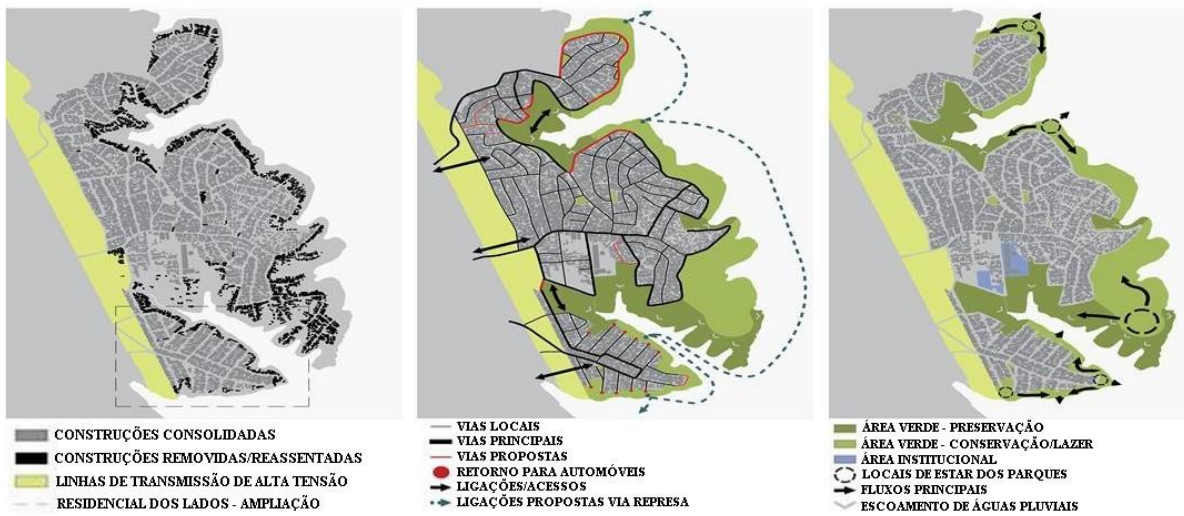 CONSTRUÇÕES CONSOLIDADAS
CONSTRUÇÕES REMOVIDAS/REASSENTADAS
LINHAS DE TRANSMISSÃO DE ALTA TENSÃO
RESIDENCIAL DOS LADOS - AMPLIAÇÃO
VIAS LOCAIS
VIAS PRINCIPAIS
VIAS PROPOSTAS
RETORNO PARA AUTOMÓVEIS
LIGAÇÕES/ACESSOS
LIGAÇÕES PROPOSTAS VIA REPRESA
ÁREA VERDE - PRESERVAÇÃO
ÁREA VERDE - CONSERVAÇÃO/LAZER
ÁREA INSTITUCIONAL
LOCAIS DE ESTAR DOS PARQUES
FLUXOS PRINCIPAIS
ESCOAMENTO DE ÁGUAS PLUVIAIS